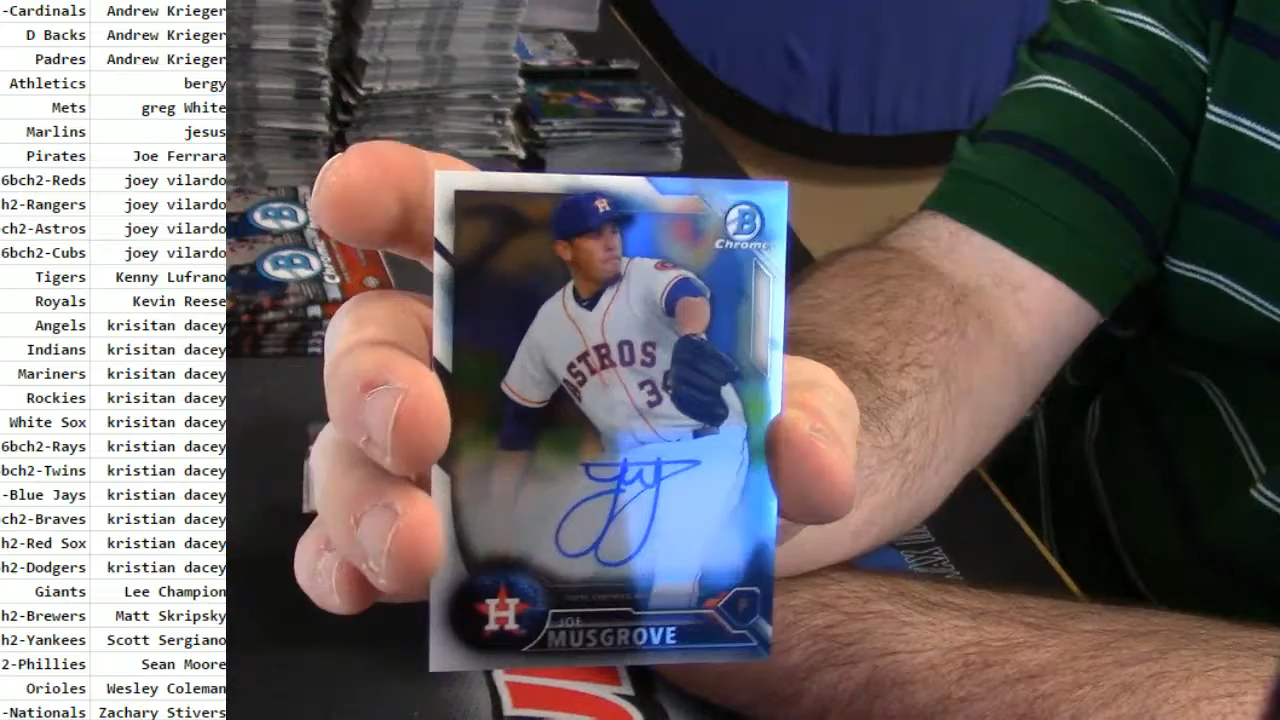 -Cardinals Andrew Krieger
D Backs Andrew Krieger
Padres Andrew Krieger
Athletics bergy
Mets greg White
Marlins jesus
Pirates Joe Ferrara
6bch2-Reds joey vilardo
h2-Rangers joey vilardo
ch2-Astros joey vilardo
6bch2-Cubs joey vilardo
Tigers Kenny Lufrano
Royals Kevin Reese
Angels krisitan dacey
Indians krisitan dacey
Mariners krisitan dacey
Rockies krisitan dacey
White Sox krisitan dacey
6bch2-Rays kristian dacey
bch2-Twins kristian dacey
-Blue Jays kristian dacey
ch2-Braves kristian dacey
h2-Red Sox kristian dacey
h2-Dodgers kristian dacey
Giants Lee Champion
h2-Brewers Matt Skripsky
h2-Yankees Scott Sergiano
2-Phillies Sean Moore
Orioles Wesley Coleman
-Nationals Zachary Stivers
B
Chrome
H
ASTROS
H
JOE
MUSGROVE
P
B
B
Chrome